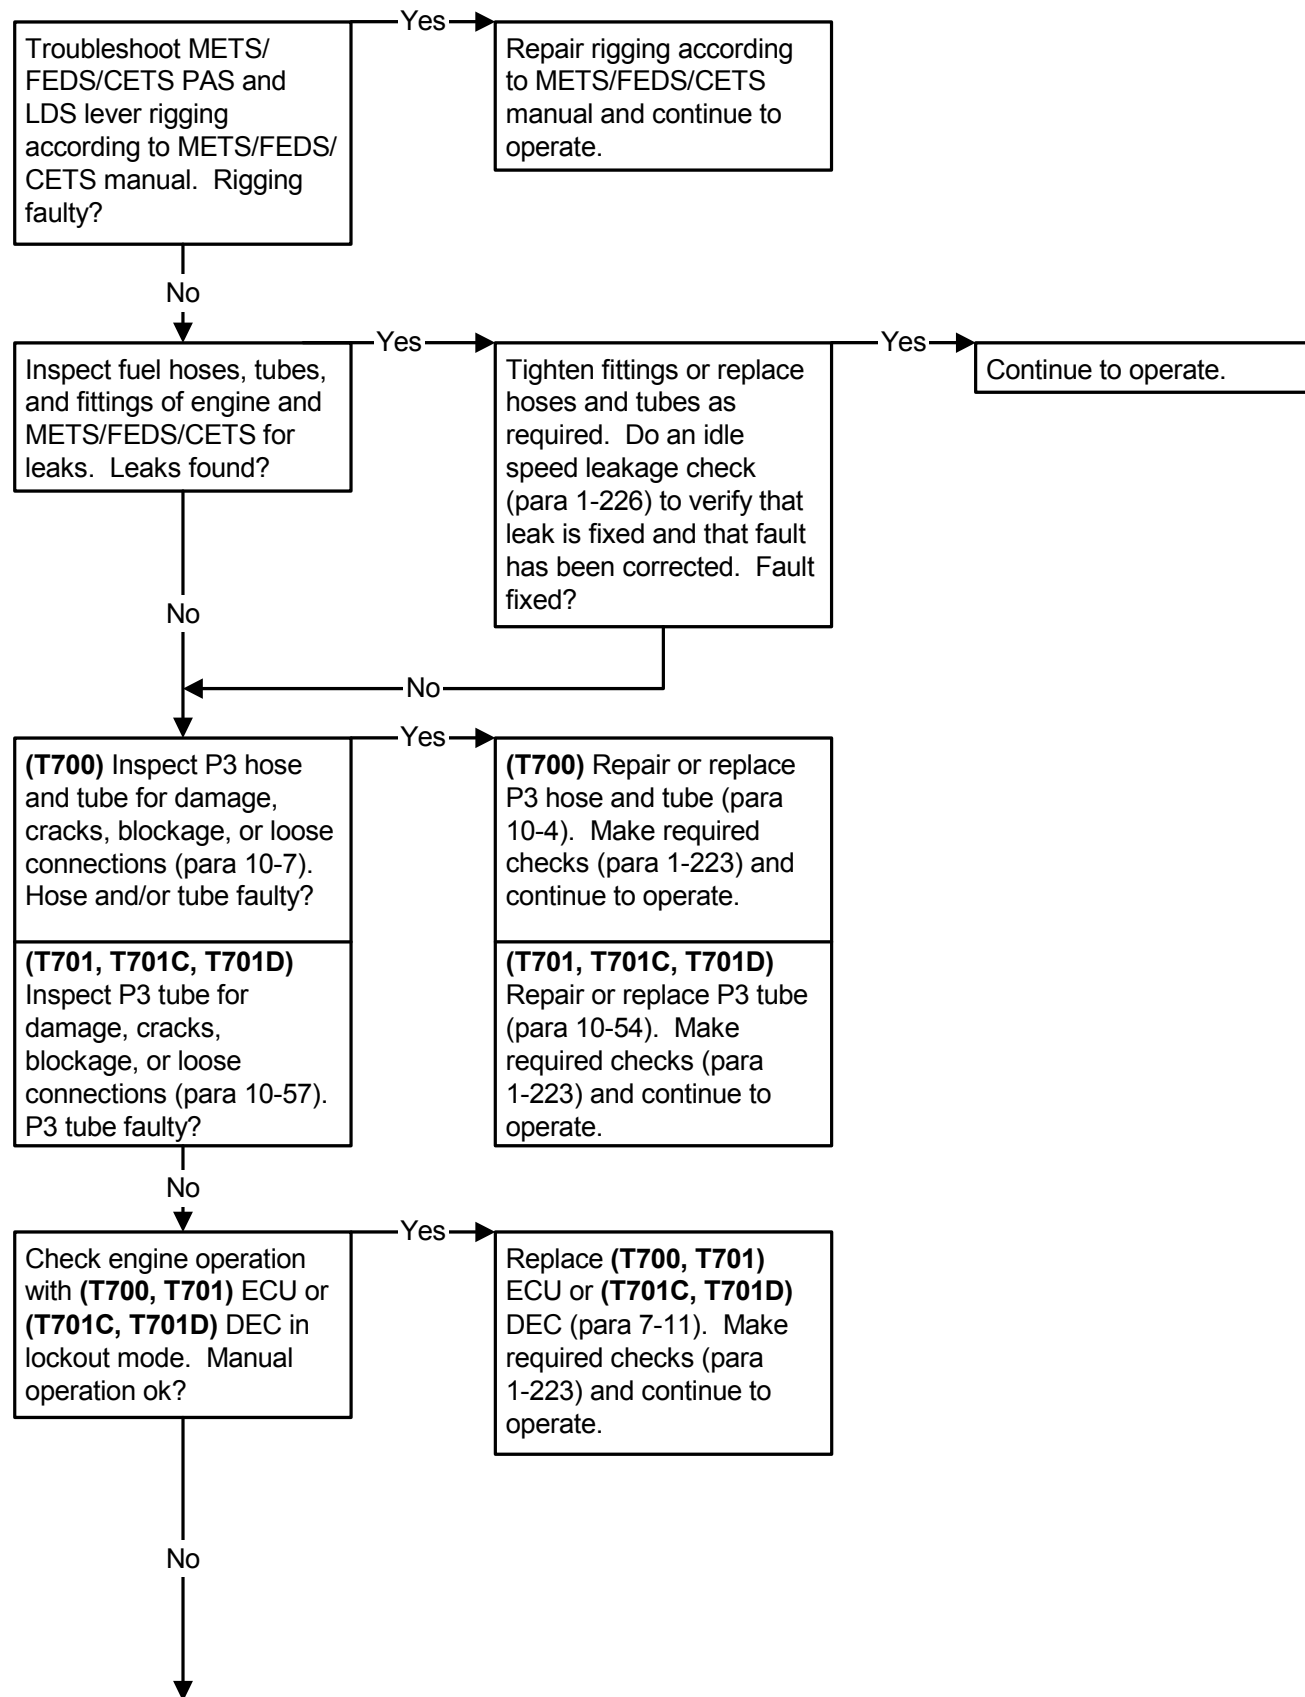 Yes
Troubleshoot METS/
FEDS/CETS PAS and
LDS lever rigging
according to METS/FEDS/
CETS manual.  Rigging
faulty?
Repair rigging according
to METS/FEDS/CETS
manual and continue to
operate.
No
Yes
Yes
Inspect fuel hoses, tubes,
and fittings of engine and
METS/FEDS/CETS for
leaks.  Leaks found?
Tighten fittings or replace
hoses and tubes as
required.  Do an idle
speed leakage check
(para 1-226) to verify that
leak is fixed and that fault
has been corrected.  Fault
fixed?
Continue to operate.
No
No
Yes
(T700) Inspect P3 hose
and tube for damage,
cracks, blockage, or loose
connections (para 10-7).
Hose and/or tube faulty?
(T700) Repair or replace
P3 hose and tube (para
10-4).  Make required
checks (para 1-223) and
continue to operate.
(T701, T701C, T701D)
Inspect P3 tube for
damage, cracks,
blockage, or loose
connections (para 10-57).
P3 tube faulty?
(T701, T701C, T701D)
Repair or replace P3 tube
(para 10-54).  Make
required checks (para
1-223) and continue to
operate.
No
Yes
Check engine operation
with (T700, T701) ECU or
(T701C, T701D) DEC in
lockout mode.  Manual
operation ok?
Replace (T700, T701)
ECU or (T701C, T701D)
DEC (para 7-11).  Make
required checks (para
1-223) and continue to
operate.
No